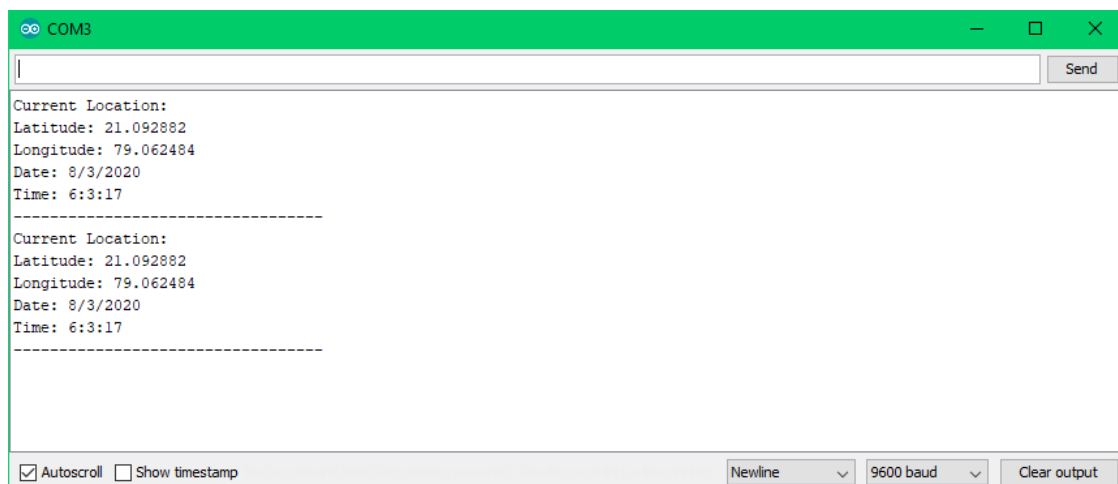 COM3
Send
Current Location:
Latitude: 21.092882
Longitude: 79.062484
Date: 8/3/2020
Time: 6:3:17
----------------------------------
Current Location:
Latitude: 21.092882
Longitude: 79.062484
Date: 8/3/2020
Time: 6:3:17
----------------------------------
Autoscroll Show timestamp Newline 9600 baud Clear output